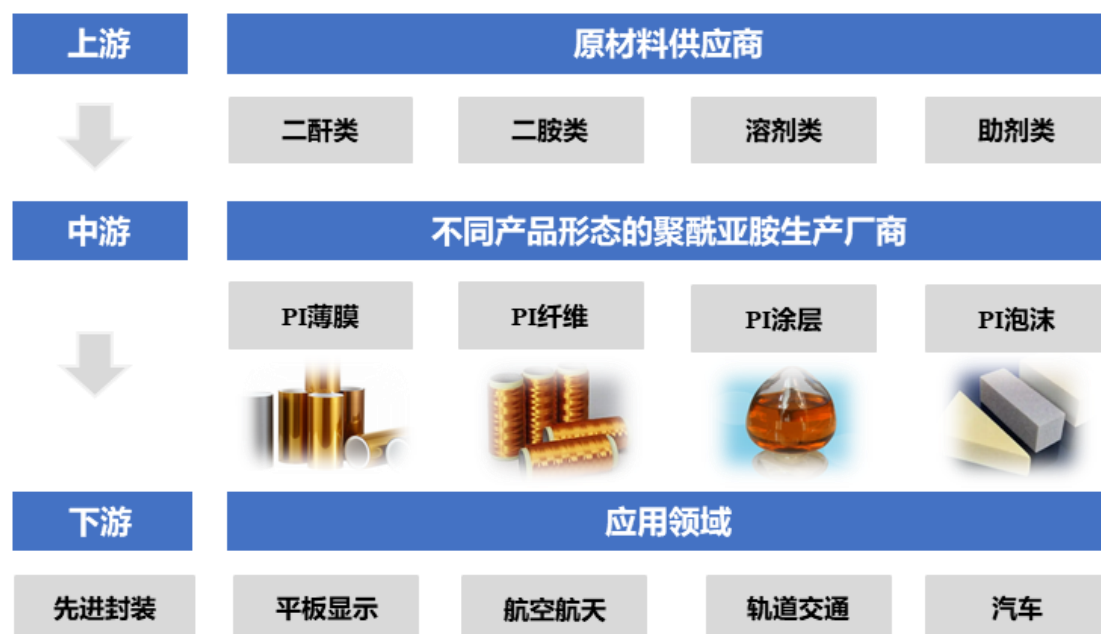 上游
原材料供应商
二酐类
二胺类
溶剂类
助剂类
中游
不同产品形态的聚酰亚胺生产厂商
PI薄膜
PI纤维
PI涂层
PI泡沫
下游
应用领域
先进封装
平板显示
航空航天
轨道交通
汽车